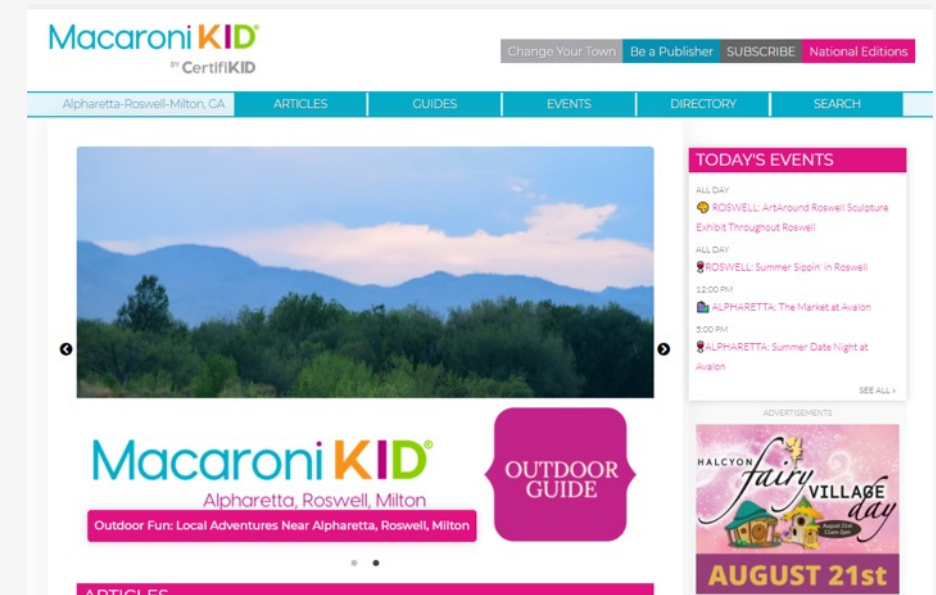 Macaroni KID®
BY CertifiKID
Change Your Town Be a Publisher SUBSCRIBE National Editions
Alpharetta-Roswell-Milton, GA ARTICLES GUIDES EVENTS DIRECTORY SEARCH
TODAY'S EVENTS
ALL DAY
ROSWELL: ArtAround Roswell Sculpture
Exhibit Throughout Roswell
ALL DAY
ROSWELL: Summer Sippin' in Roswell
12:00 PM
ALPHARETTA: The Market at Avalon
5:00 PM
ALPHARETTA: Summer Date Night at
Avalon
SEE ALL »
ADVERTISEMENTS
Macaroni KID®
Alpharetta, Roswell, Milton
Outdoor Fun: Local Adventures Near Alpharetta, Roswell, Milton
OUTDOOR
GUIDE
HALCYON
fairy
VILLAGE
day
August 21st
11am-3pm
AUGUST 21st
ARTICLES